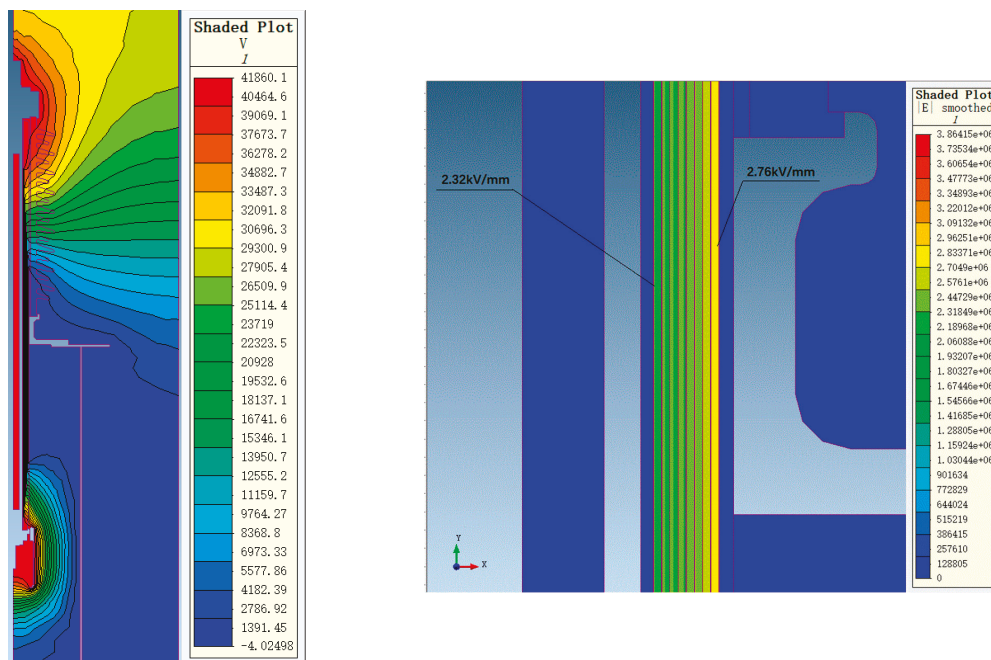 Shaded Plot
V
1
41860.1
40464.6
39069.1
37673.7
36278.2
34882.7
33487.3
32091.8
30696.3
29300.9
27905.4
26509.9
25114.4
23719
22323.5
20928
19532.6
18137.1
16741.6
15346.1
13950.7
12555.2
11159.7
9764.27
8368.8
6973.33
5577.86
4182.39
2786.92
1391.45
-4.02498
2.32kV/mm
2.76kV/mm
Y
X
Shaded Plot
|E| smoothed
1
3.86415e+06
3.73534e+06
3.60654e+06
3.47773e+06
3.34893e+06
3.22012e+06
3.09132e+06
2.96251e+06
2.83371e+06
2.7049e+06
2.5761e+06
2.44729e+06
2.31849e+06
2.18968e+06
2.06088e+06
1.93207e+06
1.80327e+06
1.67446e+06
1.54566e+06
1.41685e+06
1.28805e+06
1.15924e+06
1.03044e+06
901634
772829
644024
515219
386415
257610
128805
0